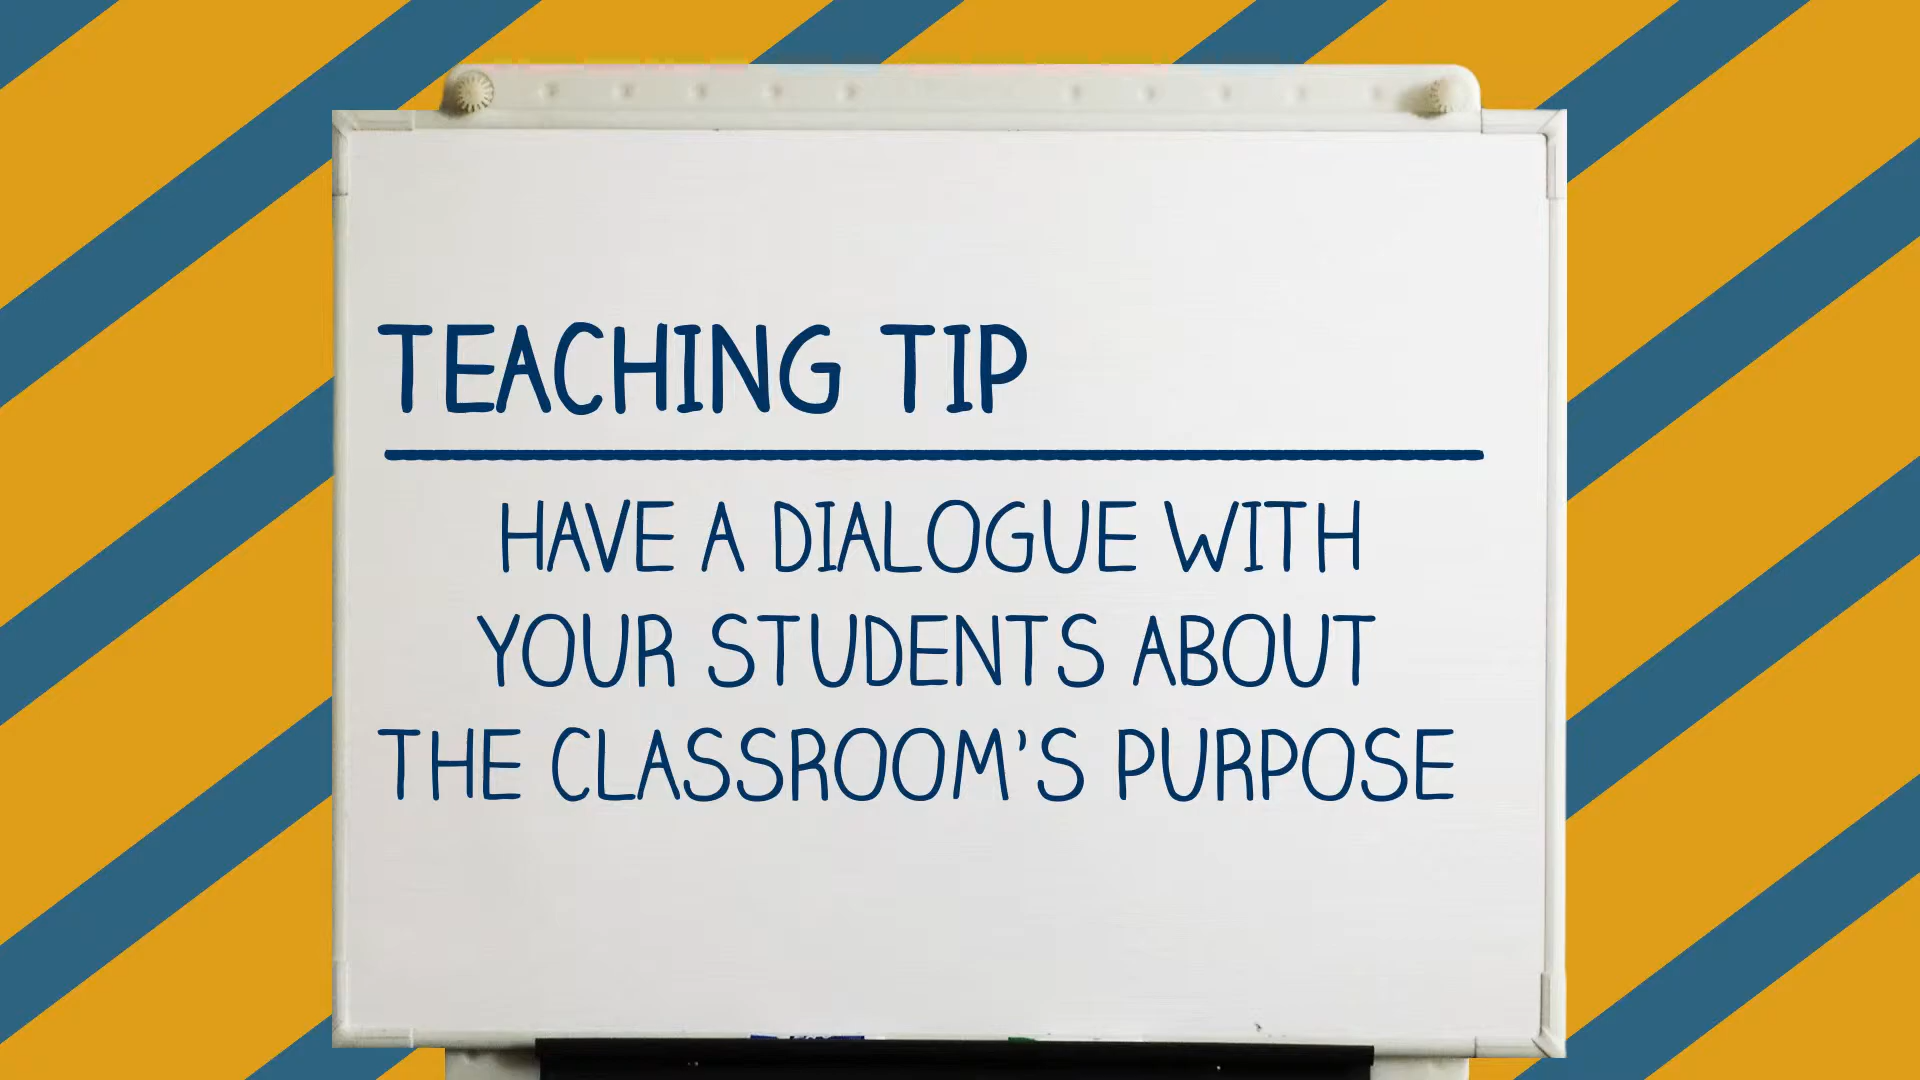 TEACHING TIP
HAVE A DIALOGUE WITH
YOUR STUDENTS ABOUT
THE CLASSROOM'S PURPOSE